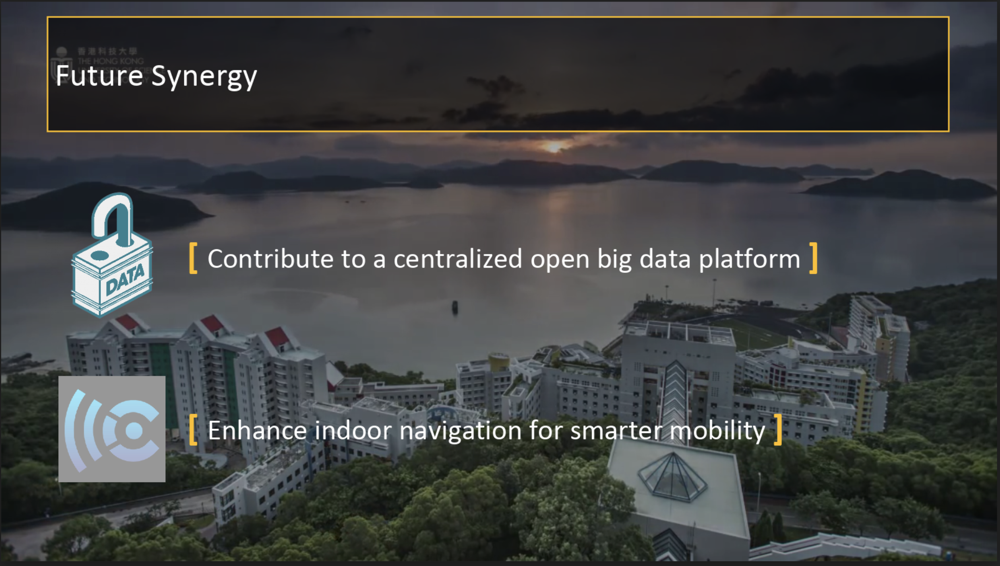 香港科技大學
THE HONG KONG
Future Synergy
DATA
[ Contribute to a centralized open big data platform ]
[ Enhance indoor navigation for smarter mobility ]